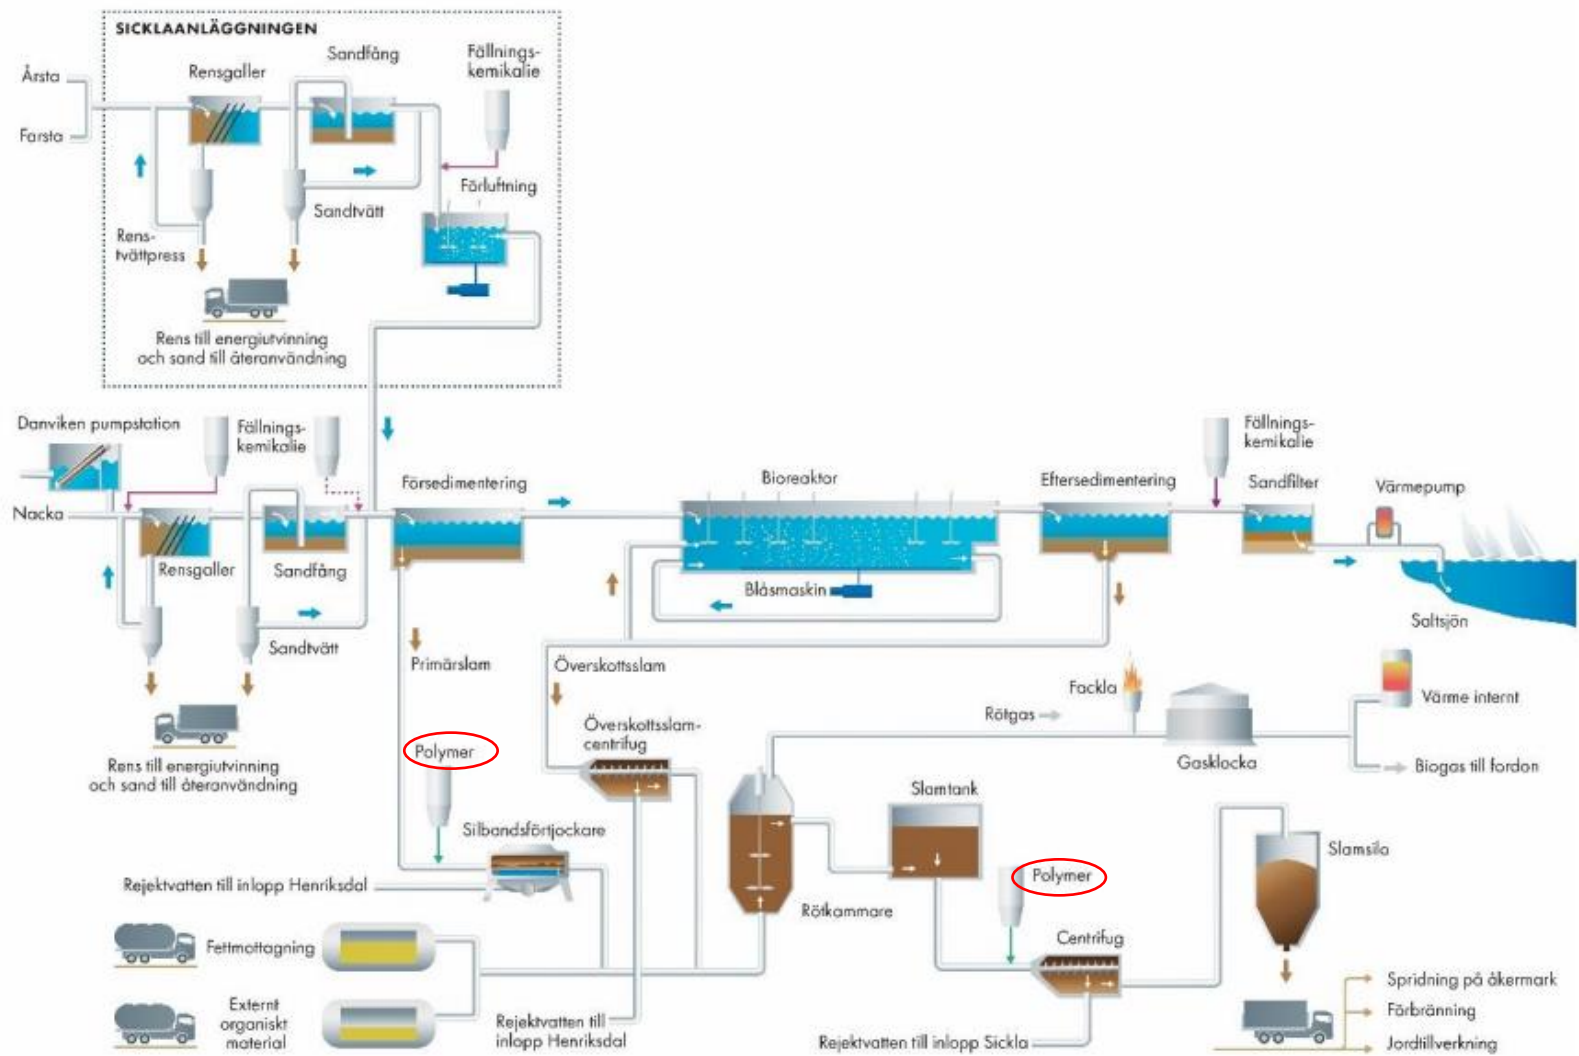 SICKLAANLÄGGNINGEN
Sandfång
Fällnings-
kemikalie
Rensgaller
Årsta
Farsta
Förluftning
Sandtvätt
Rens-
tvättpress
Rens till energiutvinning
och sand till återanvändning
Danviken pumpstation
Fällnings-
kemikalie
Försedimentering
Bioreaktor
Eftersedimentering
Fällnings-
kemikalie
Sandfilter
Värmepump
Nacka
Rensgaller
Sandfång
Blåsmaskin
Saltsjön
Sandtvätt
Primärslam
Överskottsslam
Fackla
Värme internt
Rötgas
Överskottsslam-
centrifug
Polymer
Gasklocka
Biogas till fordon
Rens till energiutvinning
och sand till återanvändning
Slamtank
Silbandsförtjockare
Slamsilo
Polymer
Rejektvatten till inlopp Henriksdal
Rötkammare
Centrifug
Fettmottagning
Externt
organiskt
material
Rejektvatten till
inlopp Henriksdal
Rejektvatten till inlopp Sickla
Spridning på åkermark
Förbränning
Jordtillverkning